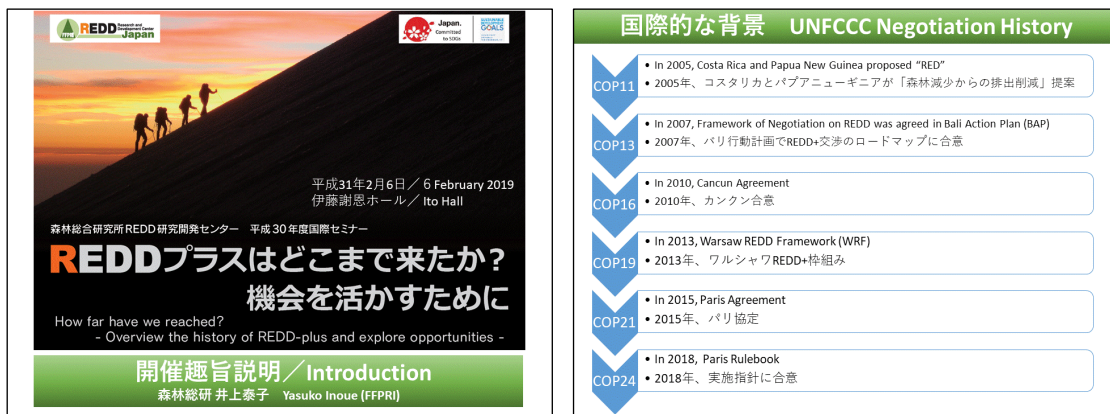 REDD Research and Development Center Japan
Japan.
Committed
to SDGs
SUSTAINABLE
DEVELOPMENT
GOALS
平成31年2月6日／6 February 2019
伊藤謝恩ホール／Ito Hall
森林総合研究所REDD研究開発センター 平成30年度国際セミナー
REDDプラスはどこまで来たか？
機会を活かすために
How far have we reached?
- Overview the history of REDD-plus and explore opportunities -
開催趣旨説明／Introduction
森林総研 井上泰子 Yasuko Inoue (FFPRI)
国際的な背景 UNFCCC Negotiation History
COP11
• In 2005, Costa Rica and Papua New Guinea proposed “RED”
• 2005年、コスタリカとパプアニューギニアが「森林減少からの排出削減」提案
COP13
• In 2007, Framework of Negotiation on REDD was agreed in Bali Action Plan (BAP)
• 2007年、バリ行動計画でREDD+交渉のロードマップに合意
COP16
• In 2010, Cancun Agreement
• 2010年、カンクン合意
COP19
• In 2013, Warsaw REDD Framework (WRF)
• 2013年、ワルシャワREDD+枠組み
COP21
• In 2015, Paris Agreement
• 2015年、パリ協定
COP24
• In 2018, Paris Rulebook
• 2018年、実施指針に合意